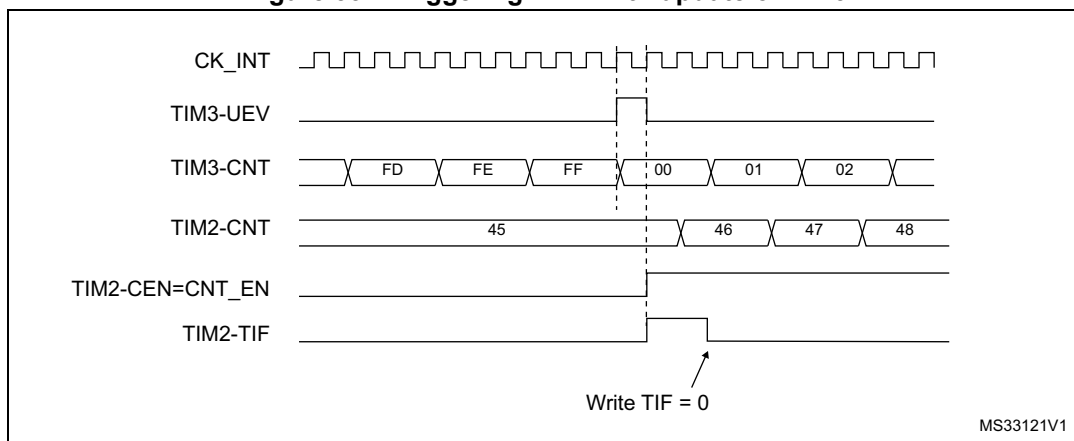 CK_INT
TIM3-UEV
TIM3-CNT FD FE FF 00 01 02
TIM2-CNT 45 46 47 48
TIM2-CEN=CNT_EN
TIM2-TIF
Write TIF = 0
MS33121V1